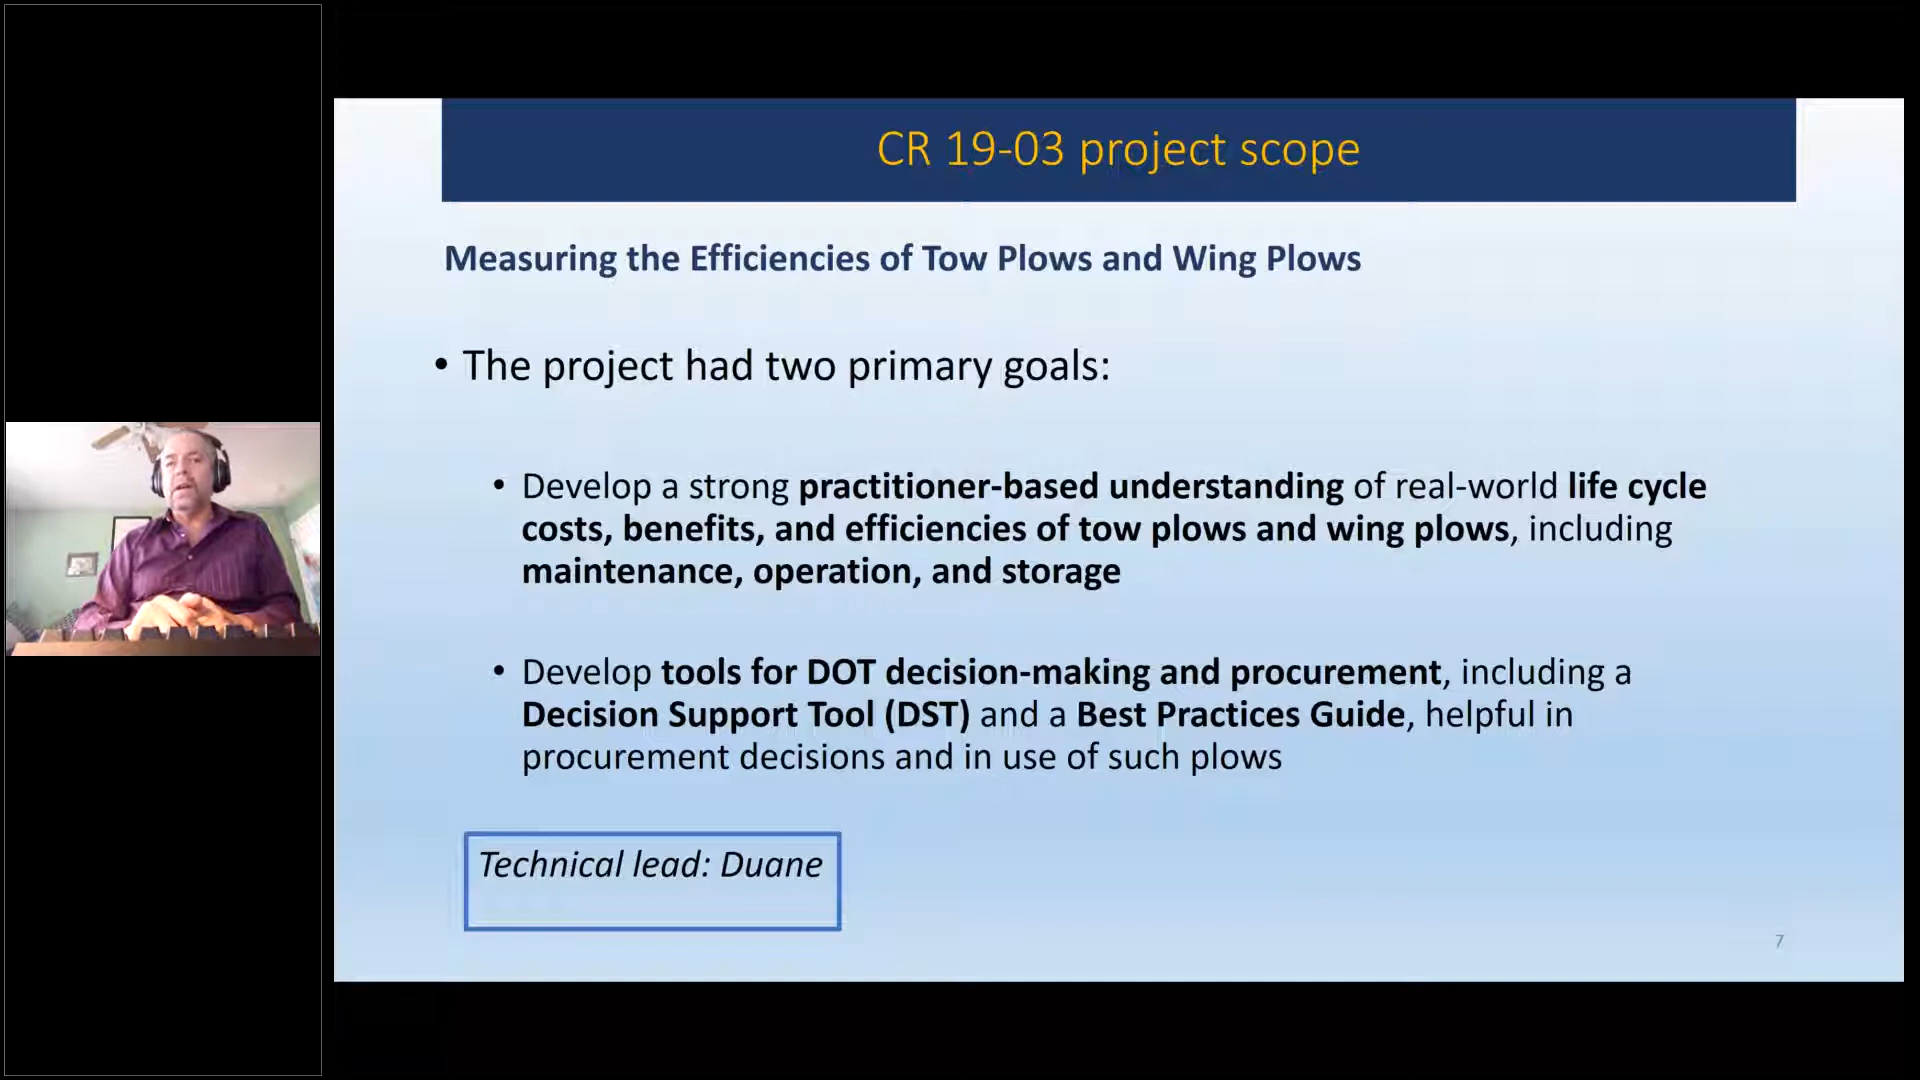 CR 19-03 project scope
Measuring the Efficiencies of Tow Plows and Wing Plows
• The project had two primary goals:
• Develop a strong practitioner-based understanding of real-world life cycle
costs, benefits, and efficiencies of tow plows and wing plows, including
maintenance, operation, and storage
• Develop tools for DOT decision-making and procurement, including a
Decision Support Tool (DST) and a Best Practices Guide, helpful in
procurement decisions and in use of such plows
Technical lead: Duane
7